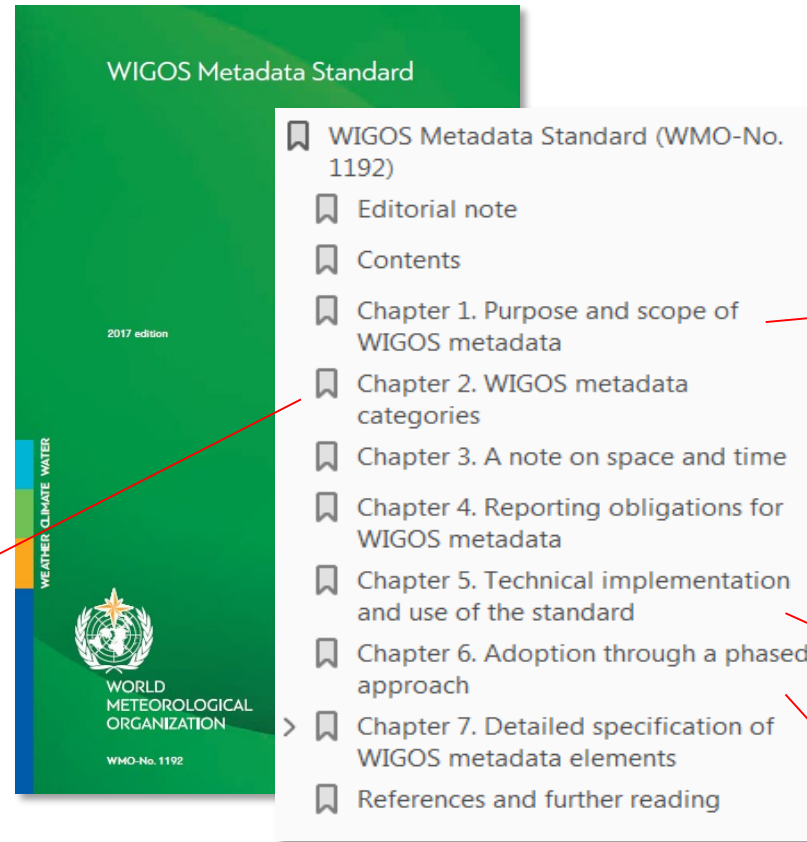 WIGOS Metadata Standard
2017 edition
WEATHER CLIMATE WATER
WORLD
METEOROLOGICAL
ORGANIZATION
WMO-No. 1192
WIGOS Metadata Standard (WMO-No.
1192)
Editorial note
Contents
Chapter 1. Purpose and scope of
WIGOS metadata
Chapter 2. WIGOS metadata
categories
Chapter 3. A note on space and time
Chapter 4. Reporting obligations for
WIGOS metadata
Chapter 5. Technical implementation
and use of the standard
Chapter 6. Adoption through a phased
approach
Chapter 7. Detailed specification of
WIGOS metadata elements
References and further reading